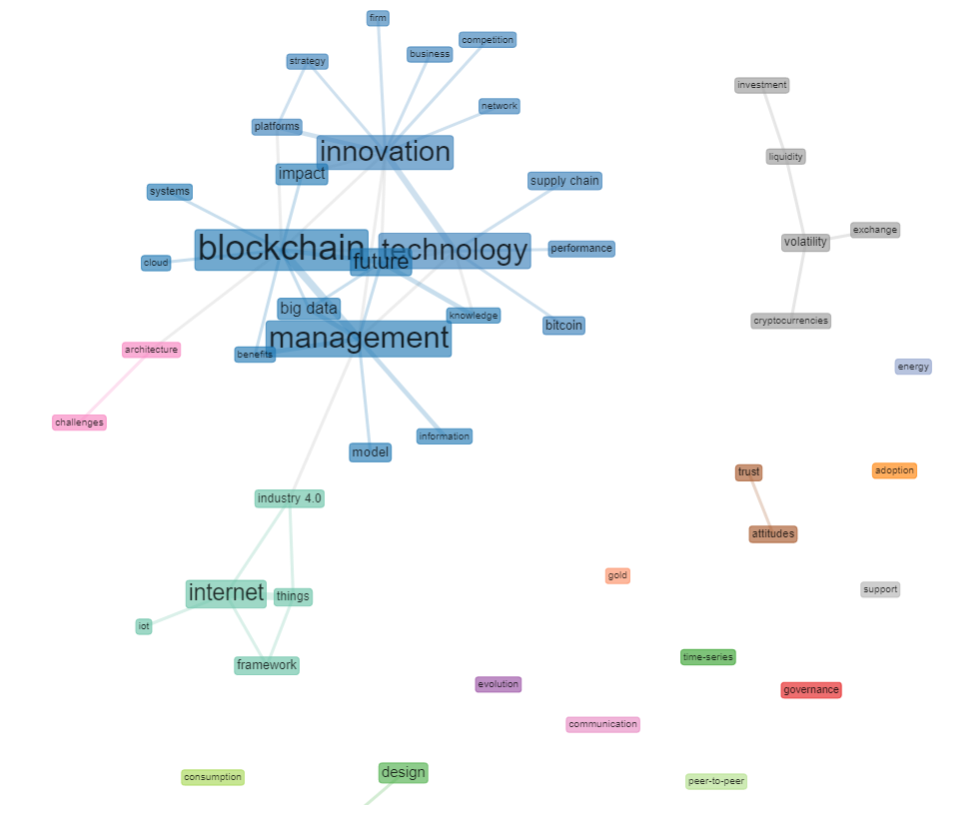 firm
competition
business
strategy
investment
network
platforms
innovation
liquidity
impact
supply chain
systems
exchange
volatility
blockchain
technology
performance
future
cloud
big data
knowledge
cryptocurrencies
bitcoin
management
architecture
benefits
energy
challenges
information
model
trust
adoption
industry 4.0
attitudes
gold
support
internet
things
iot
time-series
framework
evolution
governance
communication
design
consumption
peer-to-peer